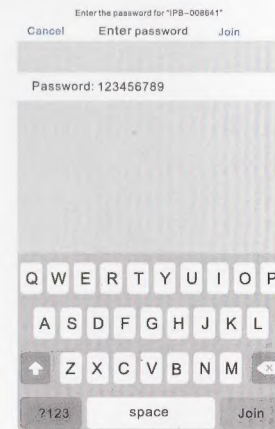 Enter the password for "IPB-008641"
Cancel Enter password Join
Password: 123456789
Q W E R T Y U I O P
A S D F G H J K L
Z X C V B N M
.?123 space Join